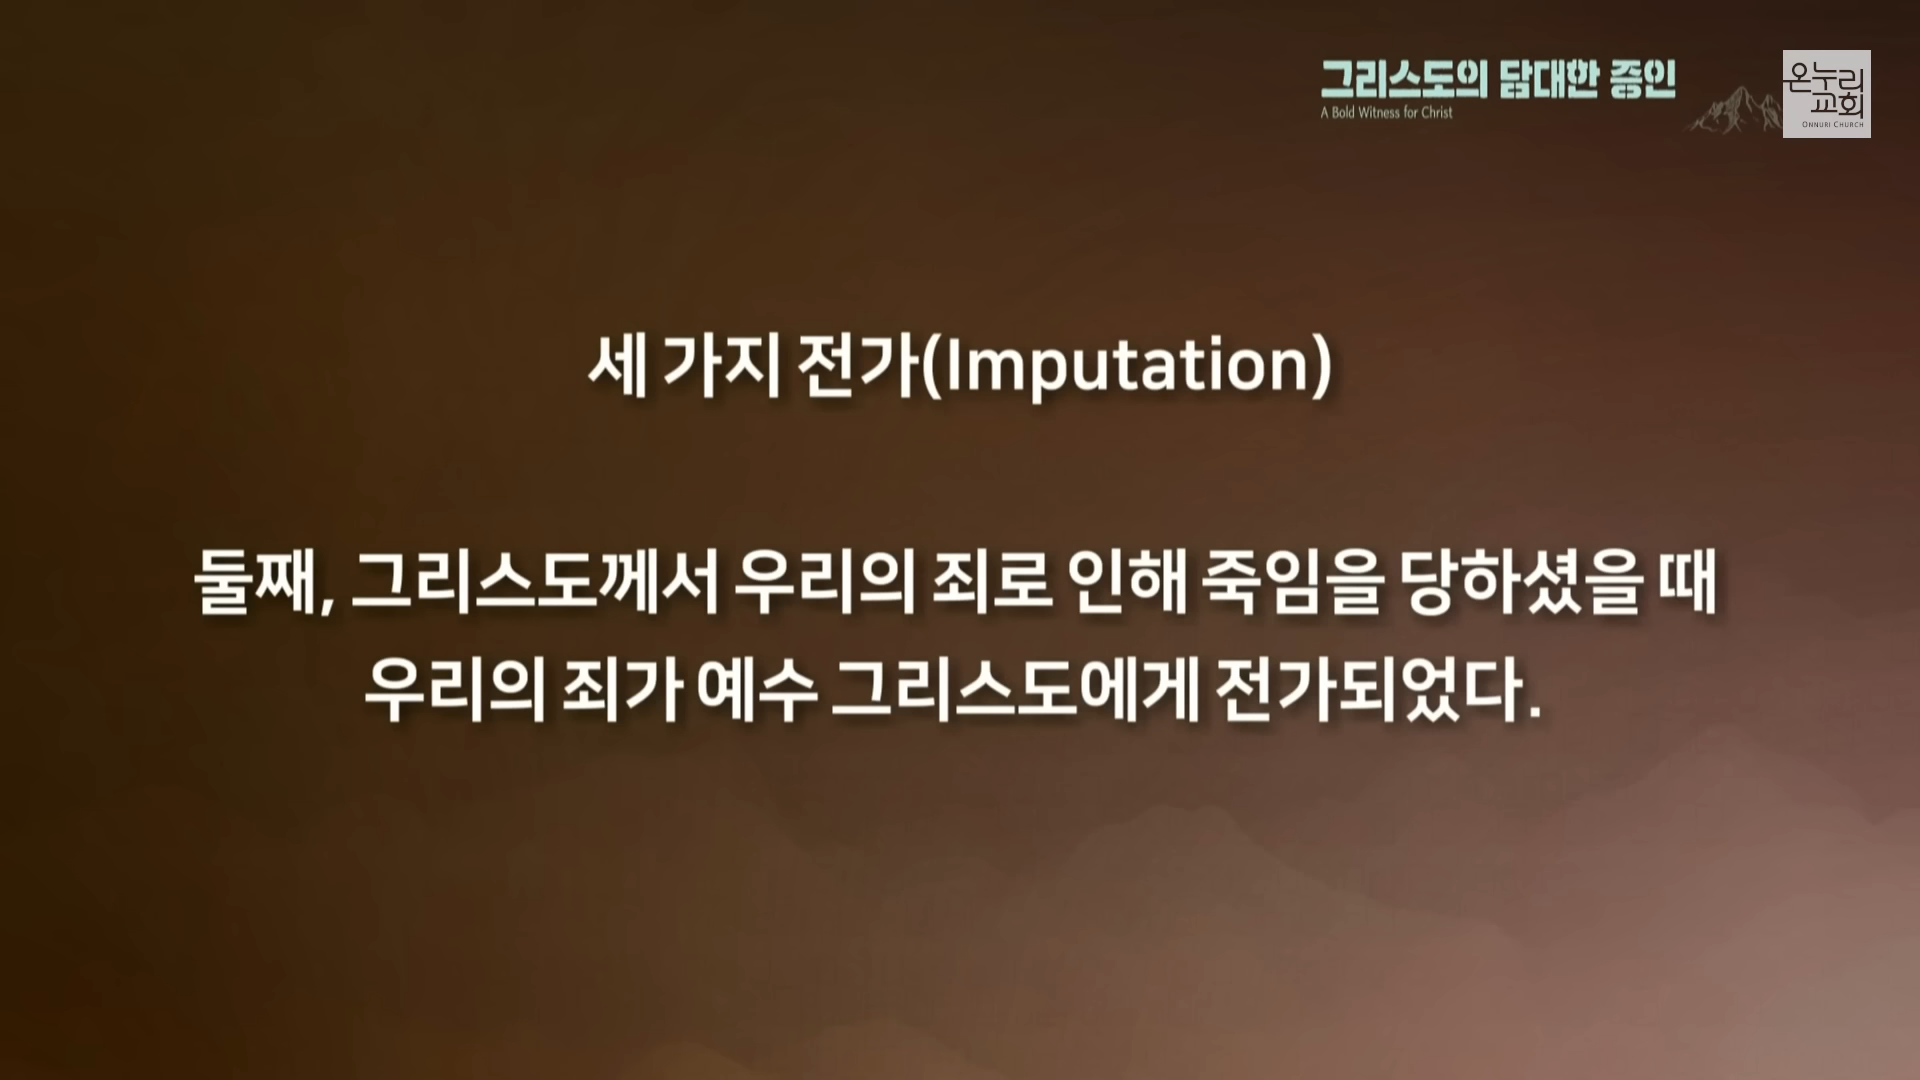 그리스도의 담대한 증인
A Bold Witness for Christ
온누리
교회
ONNURI CHURCH
세 가지 전가(Imputation)
둘째, 그리스도께서 우리의 죄로 인해 죽임을 당하셨을 때
우리의 죄가 예수 그리스도에게 전가되었다.